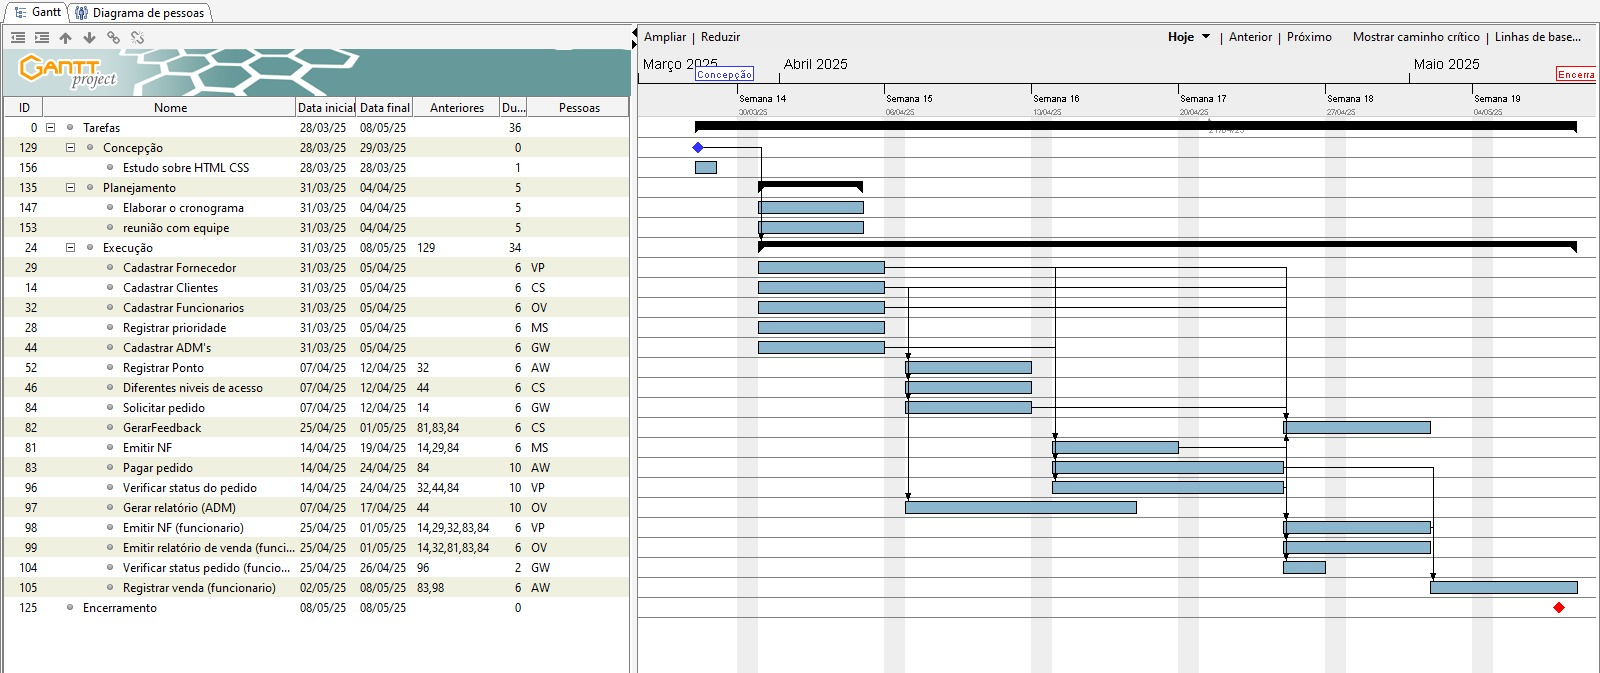 Gantt Diagrama de pessoas
Ampliar | Reduzir Hoje | Anterior | Próximo Mostrar caminho crítico | Linhas de base...
GANTT project
Março 2025 Abril 2025 Maio 2025
Concepção Encerra
Semana 14 Semana 15 Semana 16 Semana 17 Semana 18 Semana 19
30/03/25 06/04/25 13/04/25 20/04/25 27/04/25 04/05/25
ID Nome Data inicial Data final Anteriores Du... Pessoas
0 Tarefas 28/03/25 08/05/25 36
21/04/25
129 Concepção 28/03/25 29/03/25 0
156 Estudo sobre HTML CSS 28/03/25 28/03/25 1
135 Planejamento 31/03/25 04/04/25 5
147 Elaborar o cronograma 31/03/25 04/04/25 5
153 reunião com equipe 31/03/25 04/04/25 5
24 Execução 31/03/25 08/05/25 129 34
29 Cadastrar Fornecedor 31/03/25 05/04/25 6 VP
14 Cadastrar Clientes 31/03/25 05/04/25 6 CS
32 Cadastrar Funcionarios 31/03/25 05/04/25 6 OV
28 Registrar prioridade 31/03/25 05/04/25 6 MS
44 Cadastrar ADM's 31/03/25 05/04/25 6 GW
52 Registrar Ponto 07/04/25 12/04/25 32 6 AW
46 Diferentes niveis de acesso 07/04/25 12/04/25 44 6 CS
84 Solicitar pedido 07/04/25 12/04/25 14 6 GW
82 GerarFeedback 25/04/25 01/05/25 81,83,84 6 CS
81 Emitir NF 14/04/25 19/04/25 14,29,84 6 MS
83 Pagar pedido 14/04/25 24/04/25 84 10 AW
96 Verificar status do pedido 14/04/25 24/04/25 32,44,84 10 VP
97 Gerar relatório (ADM) 07/04/25 17/04/25 44 10 OV
98 Emitir NF (funcionario) 25/04/25 01/05/25 14,29,32,83,84 6 VP
99 Emitir relatório de venda (funci... 25/04/25 01/05/25 14,32,81,83,84 6 OV
104 Verificar status pedido (funcio... 25/04/25 26/04/25 96 2 GW
105 Registrar venda (funcionario) 02/05/25 08/05/25 83,98 6 AW
125 Encerramento 08/05/25 08/05/25 0